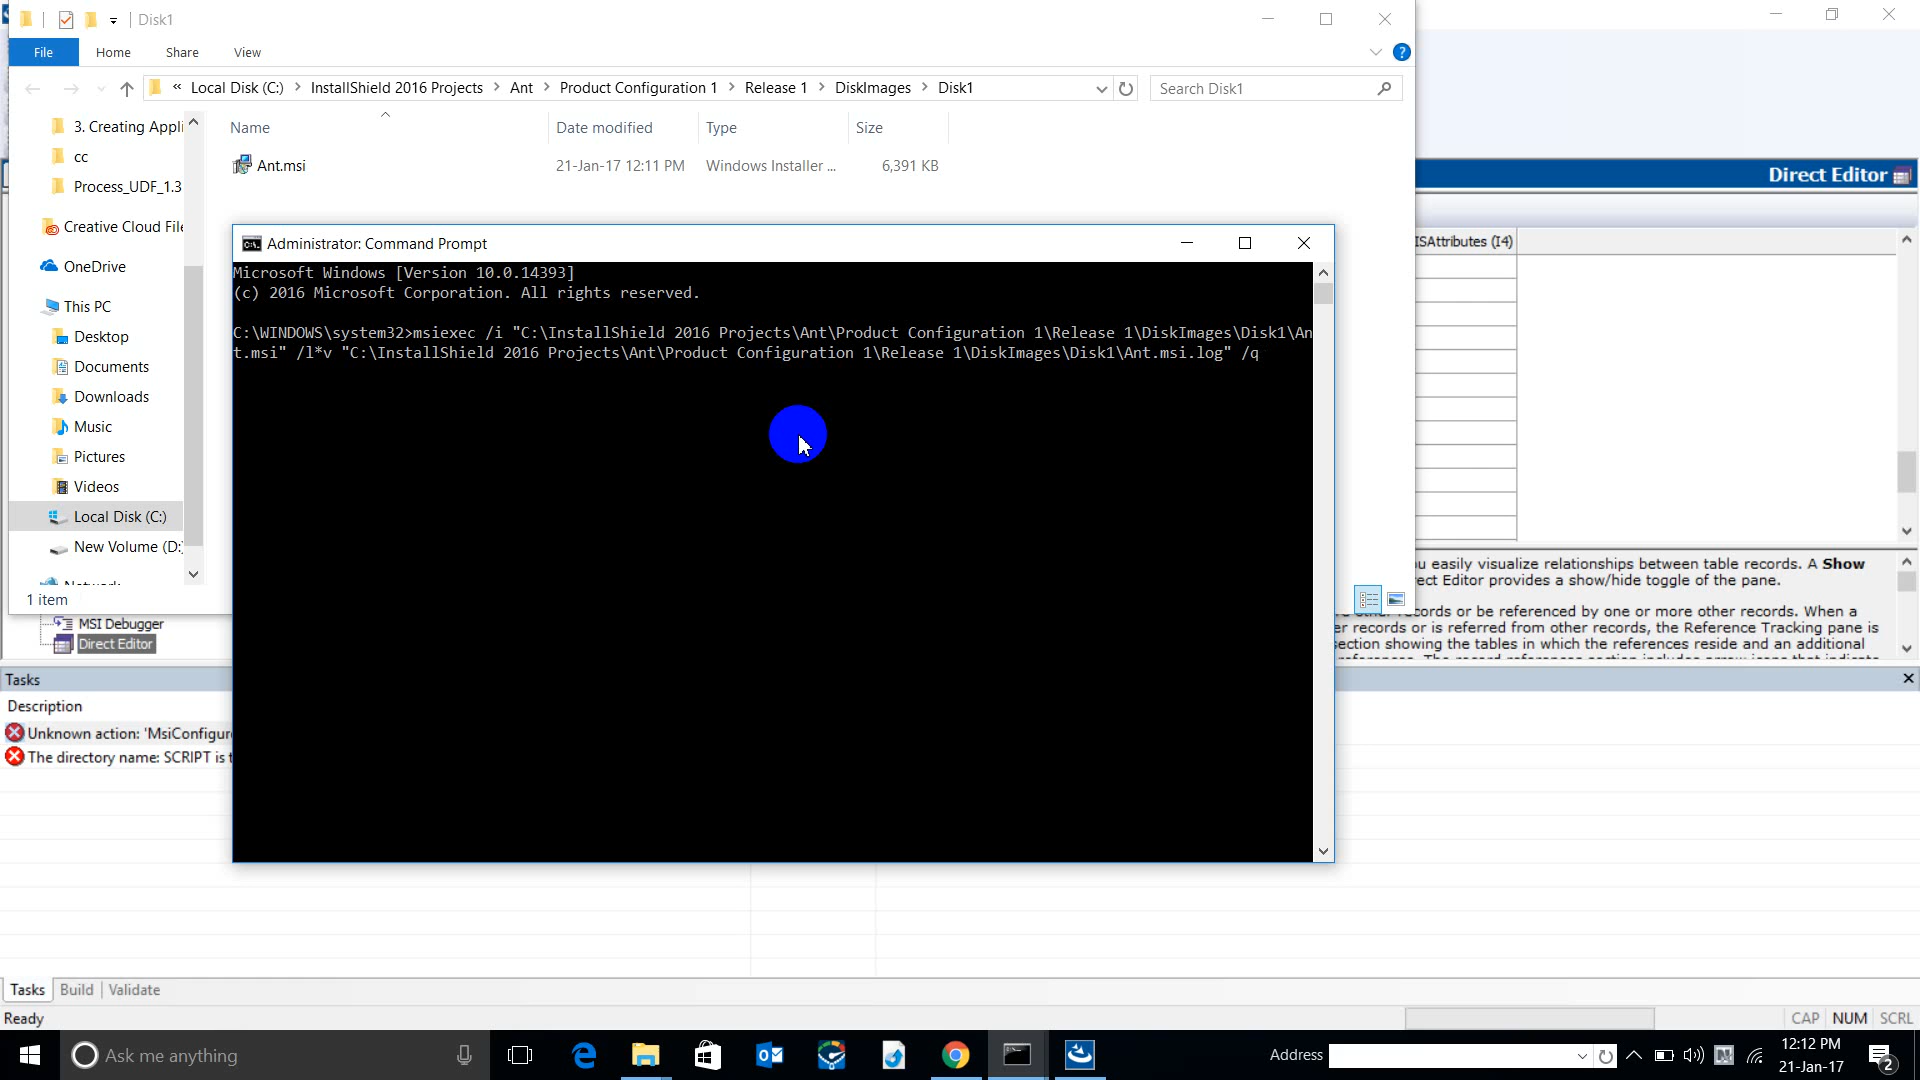 Disk1
File Home Share View
« Local Disk (C:) > InstallShield 2016 Projects > Ant > Product Configuration 1 > Release 1 > DiskImages > Disk1
Search Disk1
Name Date modified Type Size
Ant.msi 21-Jan-17 12:11 PM Windows Installer ... 6,391 KB
3. Creating Appli
cc
Process_UDF_1.3
Creative Cloud File
OneDrive
This PC
Desktop
Documents
Downloads
Music
Pictures
Videos
Local Disk (C:)
New Volume (D:)
1 item
Administrator: Command Prompt
Microsoft Windows [Version 10.0.14393]
(c) 2016 Microsoft Corporation. All rights reserved.
C:\WINDOWS\system32>msiexec /i "C:\InstallShield 2016 Projects\Ant\Product Configuration 1\Release 1\DiskImages\Disk1\An
t.msi" /l*v "C:\InstallShield 2016 Projects\Ant\Product Configuration 1\Release 1\DiskImages\Disk1\Ant.msi.log" /q
Direct Editor
ISAttributes (I4)
u easily visualize relationships between table records. A Show
ect Editor provides a show/hide toggle of the pane.
cords or be referenced by one or more other records. When a
er records or is referred from other records, the Reference Tracking pane is
section showing the tables in which the references reside and an additional
MSI Debugger
Direct Editor
Tasks
Description
Unknown action: 'MsiConfigure
The directory name: SCRIPT is t
Tasks Build Validate
Ready
CAP NUM SCRL
Ask me anything
Address
12:12 PM
21-Jan-17
2